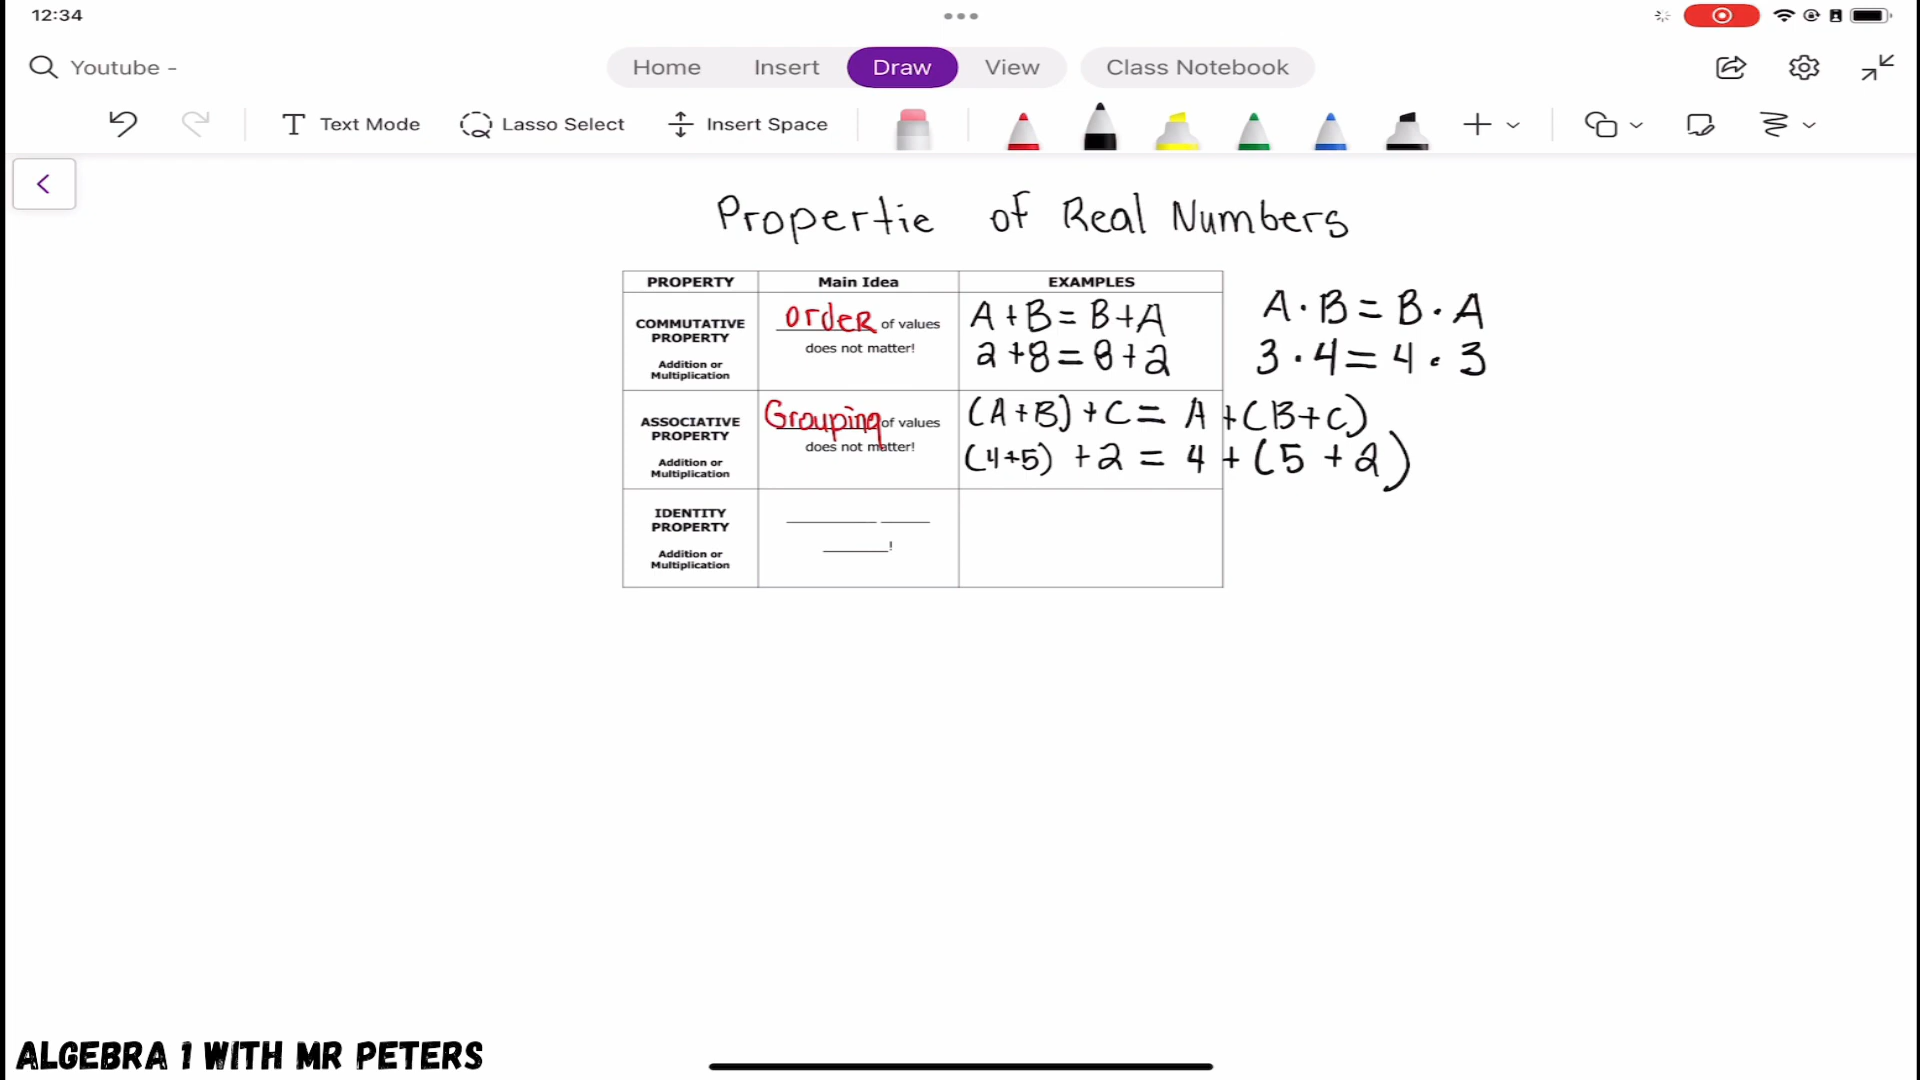 12:34
Youtube -
Home Insert Draw View Class Notebook
Text Mode Lasso Select Insert Space
Propertie of Real Numbers
PROPERTY Main Idea EXAMPLES
COMMUTATIVE PROPERTY
Addition or Multiplication
order of values
does not matter!
A + B = B + A
2 + 8 = 8 + 2
A · B = B · A
3 · 4 = 4 · 3
ASSOCIATIVE PROPERTY
Addition or Multiplication
Grouping of values
does not matter!
(A + B) + C = A + (B + C)
(4+5) + 2 = 4 + (5 + 2)
IDENTITY PROPERTY
Addition or Multiplication
__________ _____
_______!
ALGEBRA 1 WITH MR PETERS